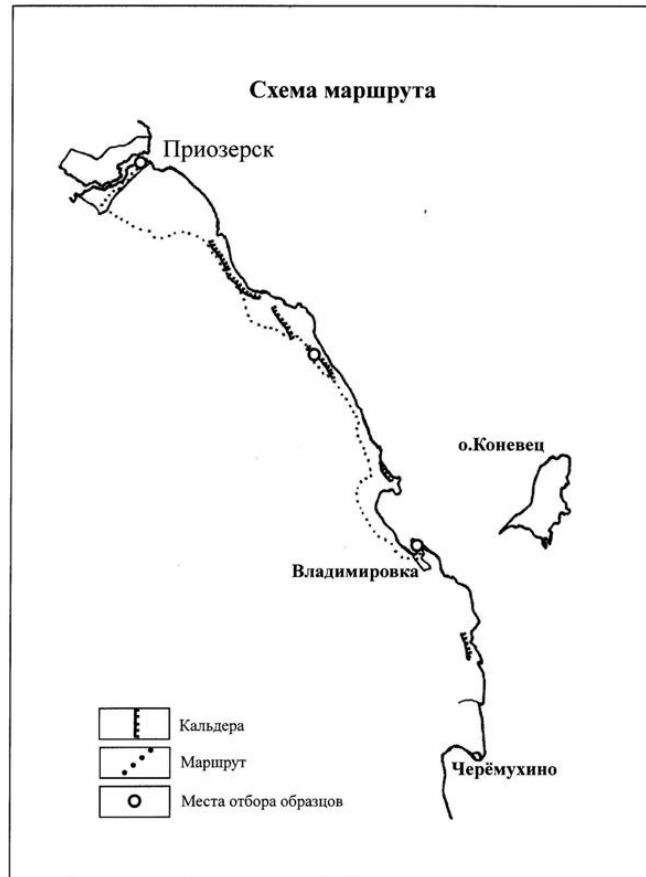 Схема маршрута
Приозерск
о.Коневец
Владимировка
Черёмухино
Кальдера
Маршрут
Места отбора образцов